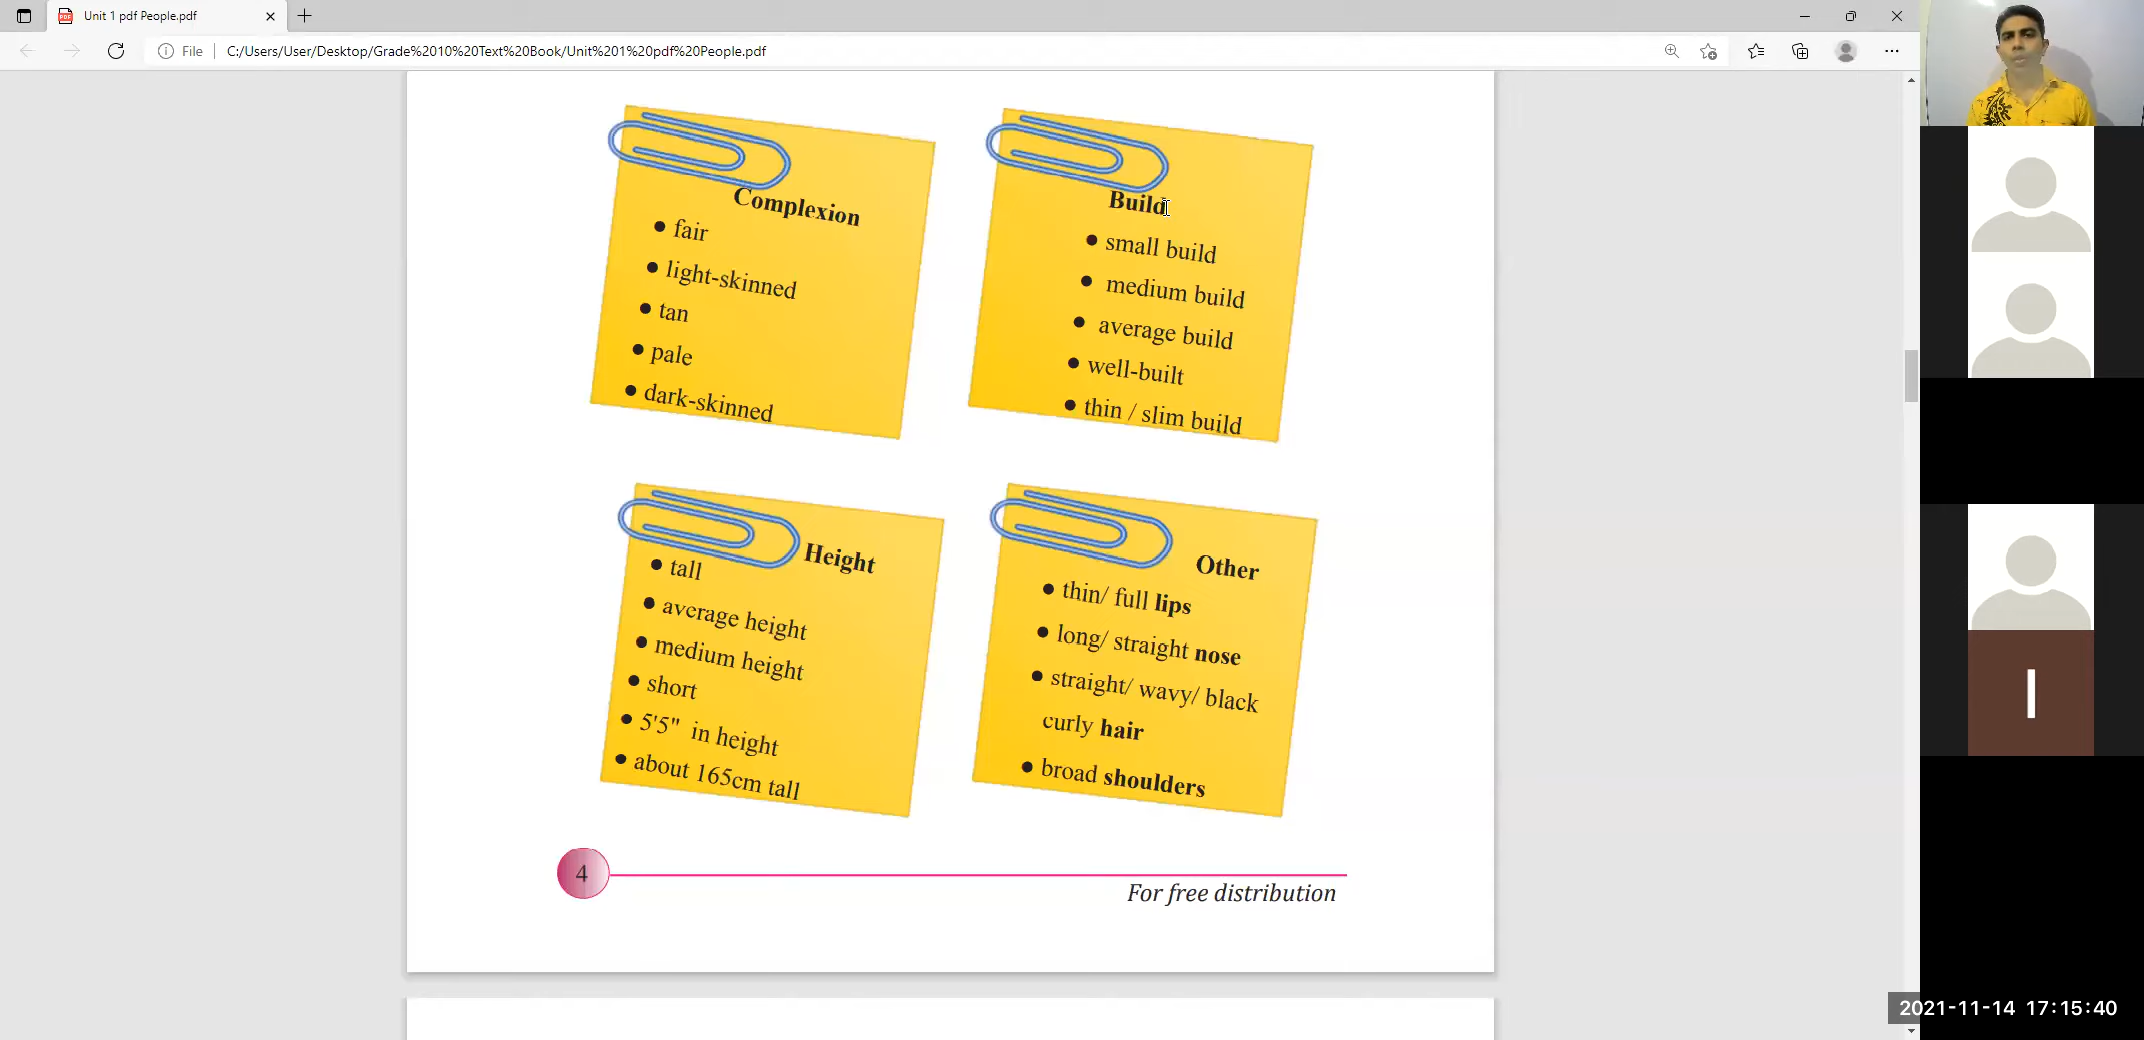 Unit 1 pdf People.pdf
File
C:/Users/User/Desktop/Grade%2010%20Text%20Book/Unit%201%20pdf%20People.pdf
Complexion
• fair
• light-skinned
• tan
• pale
• dark-skinned
Build
• small build
• medium build
• average build
• well-built
• thin / slim build
Height
• tall
• average height
• medium height
• short
• 5'5" in height
• about 165cm tall
Other
• thin/ full lips
• long/ straight nose
• straight/ wavy/ black
curly hair
• broad shoulders
4
For free distribution
I
2021-11-14 17:15:40